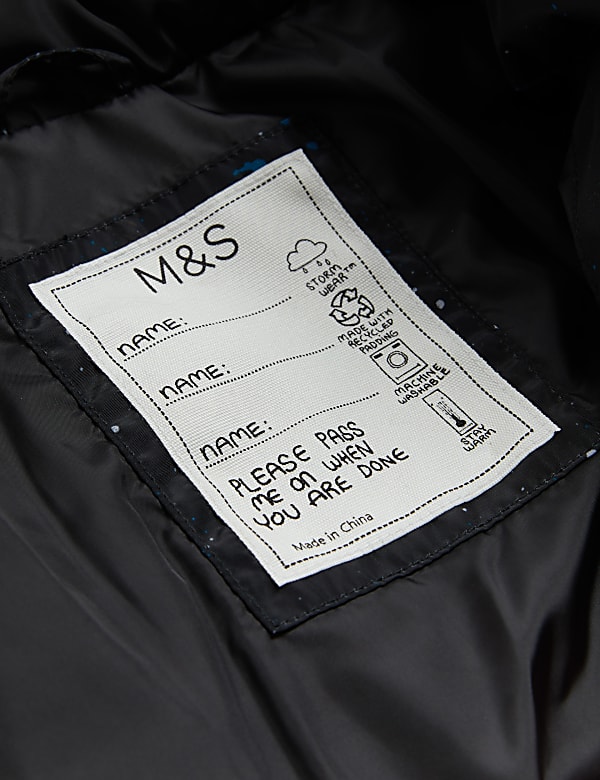 M&S
NAME:
NAME:
NAME:
PLEASE PASS
ME ON WHEN
YOU ARE DONE
Made in China
STORM
WEAR™
MADE WITH
RECYCLED
PADDING
MACHINE
WASHABLE
STAY
WARM